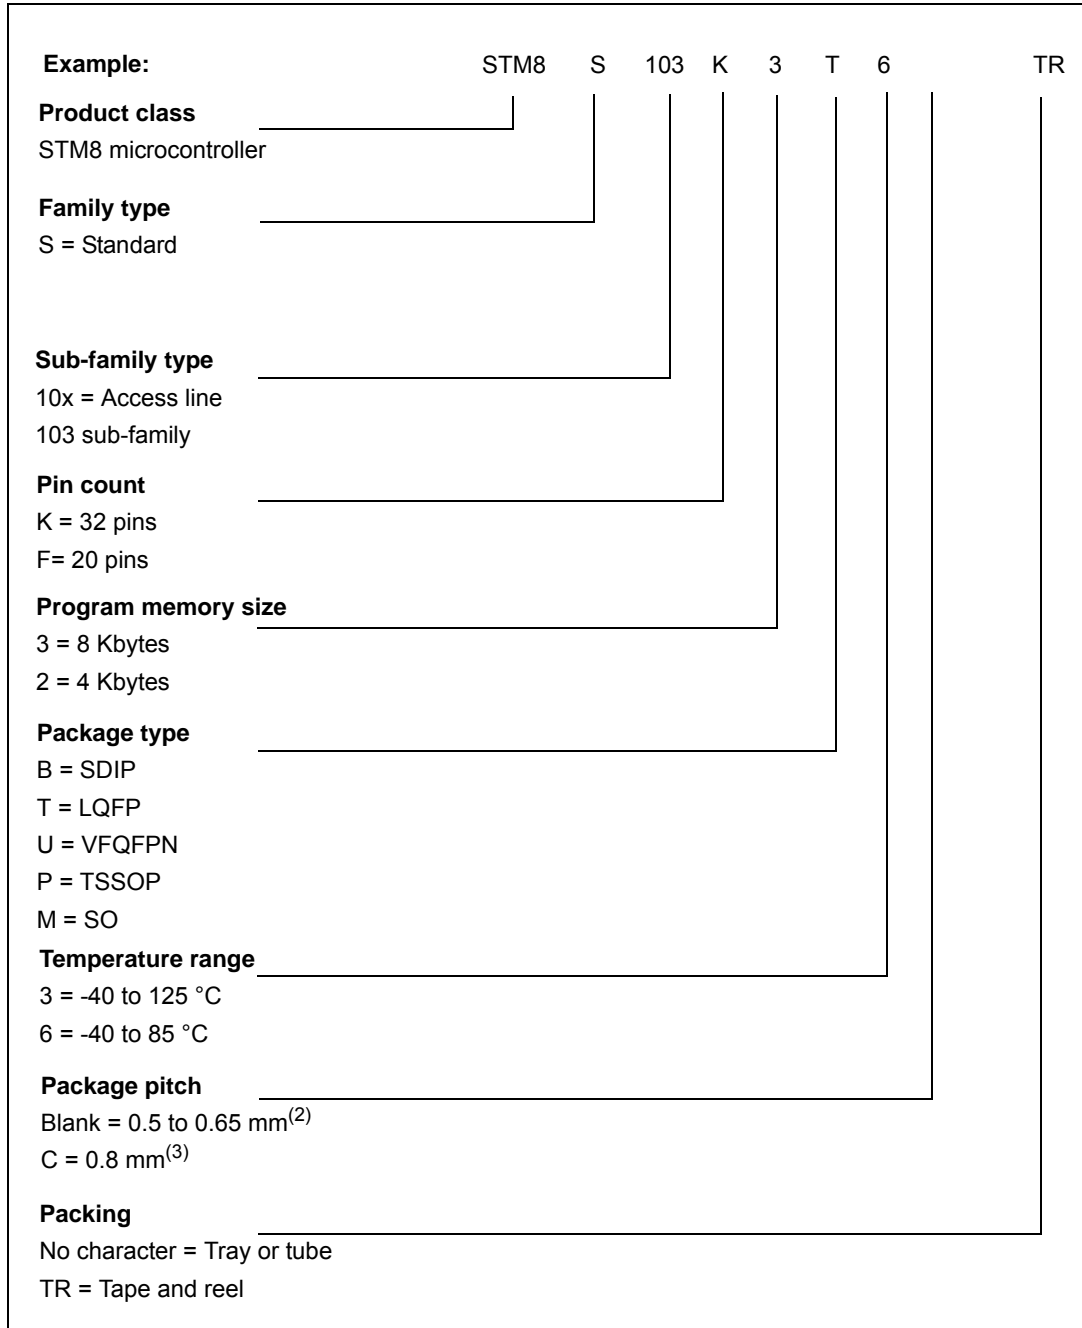 Example: STM8 S 103 K 3 T 6 TR
Product class
STM8 microcontroller
Family type
S = Standard
Sub-family type
10x = Access line
103 sub-family
Pin count
K = 32 pins
F= 20 pins
Program memory size
3 = 8 Kbytes
2 = 4 Kbytes
Package type
B = SDIP
T = LQFP
U = VFQFPN
P = TSSOP
M = SO
Temperature range
3 = -40 to 125 °C
6 = -40 to 85 °C
Package pitch
Blank = 0.5 to 0.65 mm(2)
C = 0.8 mm(3)
Packing
No character = Tray or tube
TR = Tape and reel